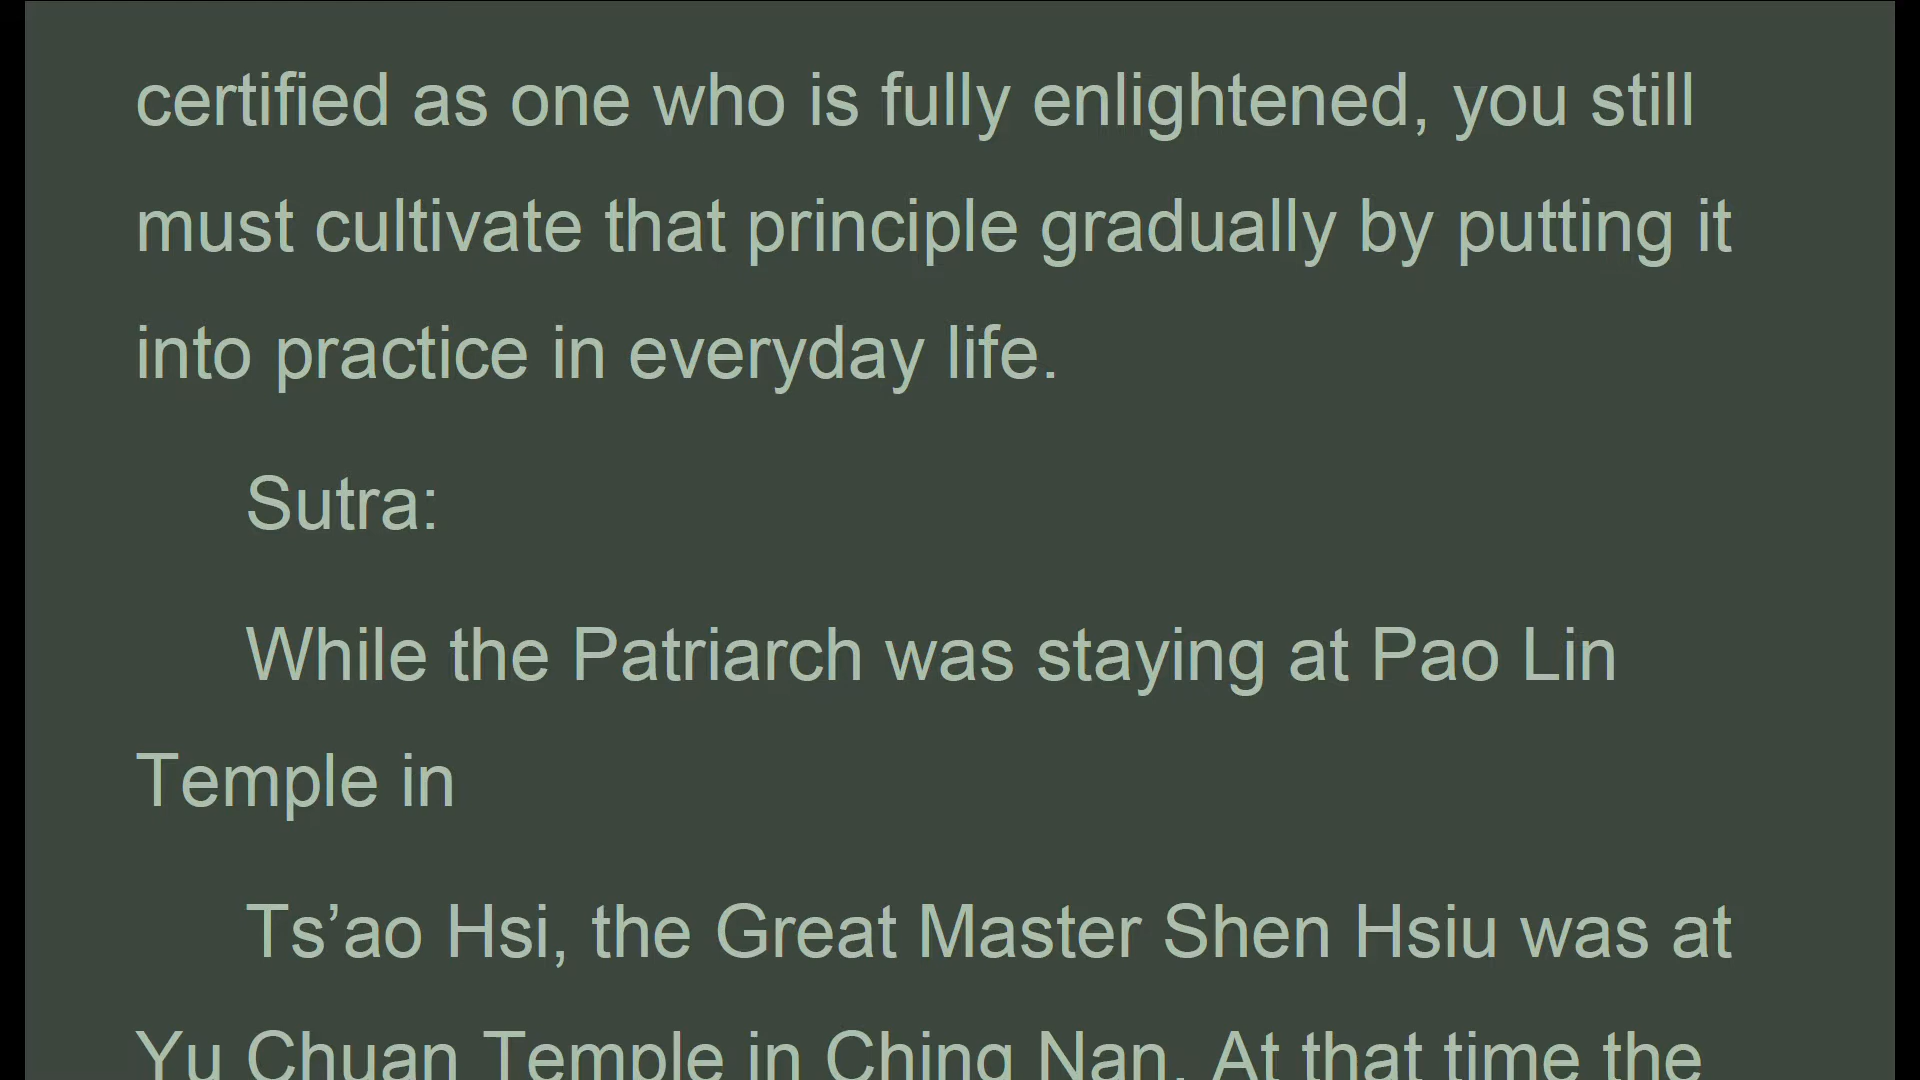 certified as one who is fully enlightened, you still
must cultivate that principle gradually by putting it
into practice in everyday life.
Sutra:
While the Patriarch was staying at Pao Lin
Temple in
Ts’ao Hsi, the Great Master Shen Hsiu was at
Yu Chuan Temple in Ching Nan. At that time the